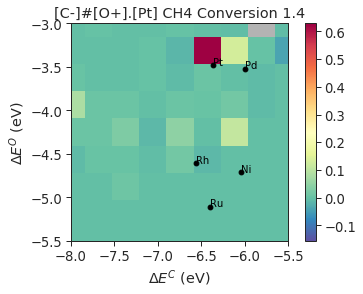 [C-]#[O+].[Pt] CH4 Conversion 1.4
−3.0
−3.5
−4.0
−4.5
−5.0
−5.5
ΔE^O (eV)
Pt
Pd
Rh
Ni
Ru
−8.0 −7.5 −7.0 −6.5 −6.0 −5.5
ΔE^C (eV)
0.6
0.5
0.4
0.3
0.2
0.1
0.0
−0.1